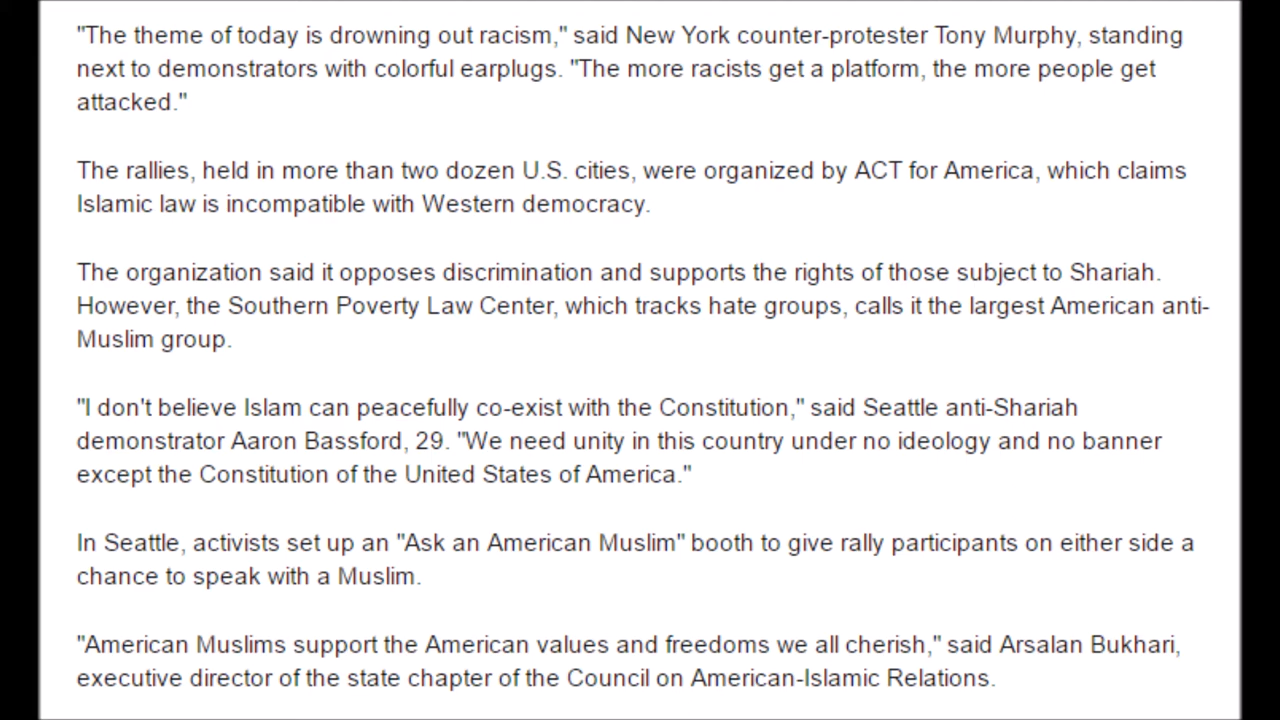 "The theme of today is drowning out racism," said New York counter-protester Tony Murphy, standing
next to demonstrators with colorful earplugs. "The more racists get a platform, the more people get
attacked."
The rallies, held in more than two dozen U.S. cities, were organized by ACT for America, which claims
Islamic law is incompatible with Western democracy.
The organization said it opposes discrimination and supports the rights of those subject to Shariah.
However, the Southern Poverty Law Center, which tracks hate groups, calls it the largest American anti-
Muslim group.
"I don't believe Islam can peacefully co-exist with the Constitution," said Seattle anti-Shariah
demonstrator Aaron Bassford, 29. "We need unity in this country under no ideology and no banner
except the Constitution of the United States of America."
In Seattle, activists set up an "Ask an American Muslim" booth to give rally participants on either side a
chance to speak with a Muslim.
"American Muslims support the American values and freedoms we all cherish," said Arsalan Bukhari,
executive director of the state chapter of the Council on American-Islamic Relations.